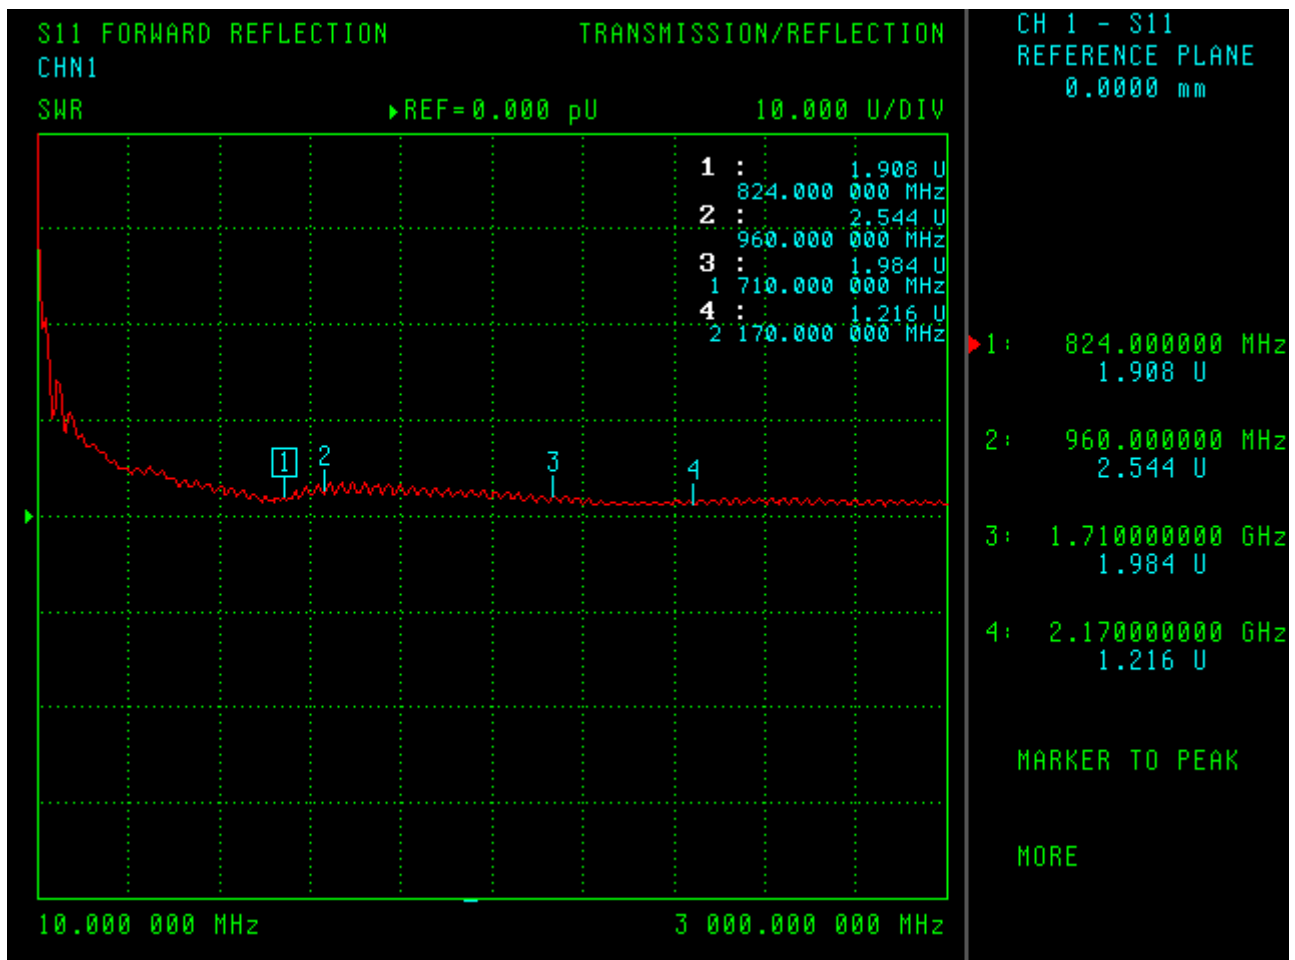 S11 FORWARD REFLECTION TRANSMISSION/REFLECTION
CHN1
SWR ▸REF=0.000 pU 10.000 U/DIV
1 : 1.908 U
824.000 000 MHz
2 : 2.544 U
960.000 000 MHz
3 : 1.984 U
1 710.000 000 MHz
4 : 1.216 U
2 170.000 000 MHz
1 2 3 4
10.000 000 MHz 3 000.000 000 MHz
CH 1 - S11
REFERENCE PLANE
0.0000 mm
1: 824.000000 MHz
1.908 U
2: 960.000000 MHz
2.544 U
3: 1.710000000 GHz
1.984 U
4: 2.170000000 GHz
1.216 U
MARKER TO PEAK
MORE